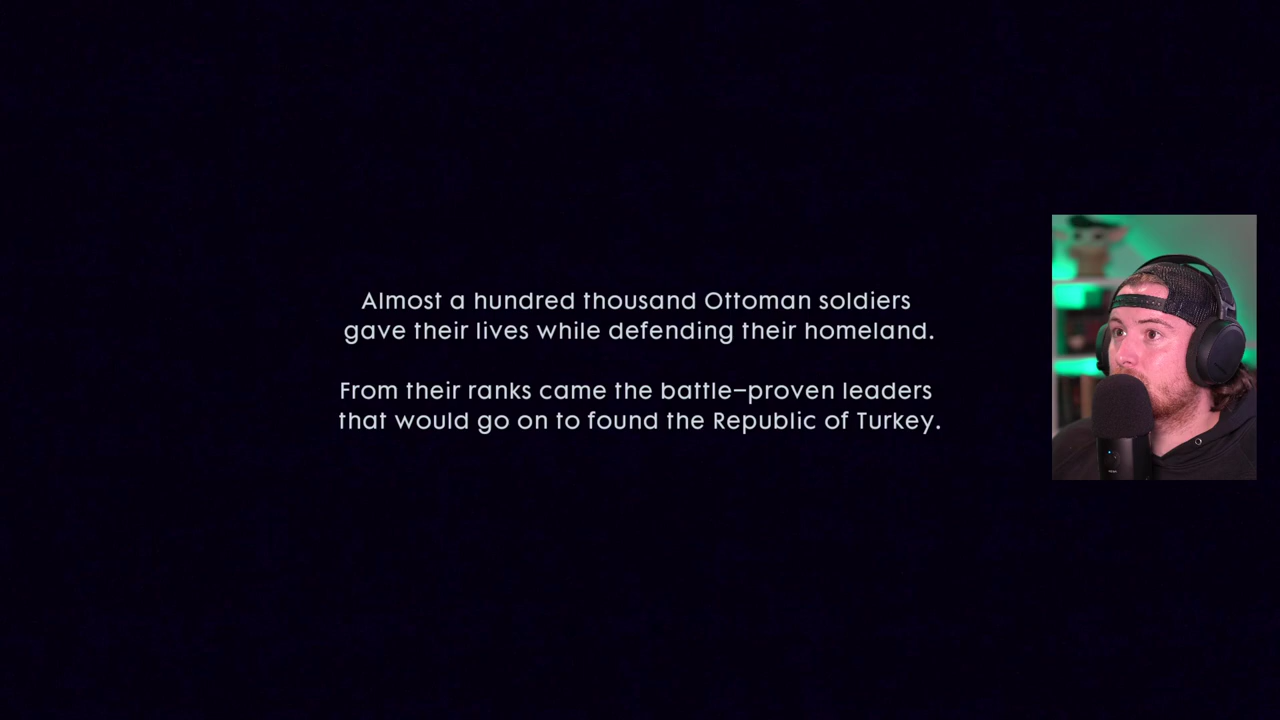 Almost a hundred thousand Ottoman soldiers
gave their lives while defending their homeland.
From their ranks came the battle-proven leaders
that would go on to found the Republic of Turkey.